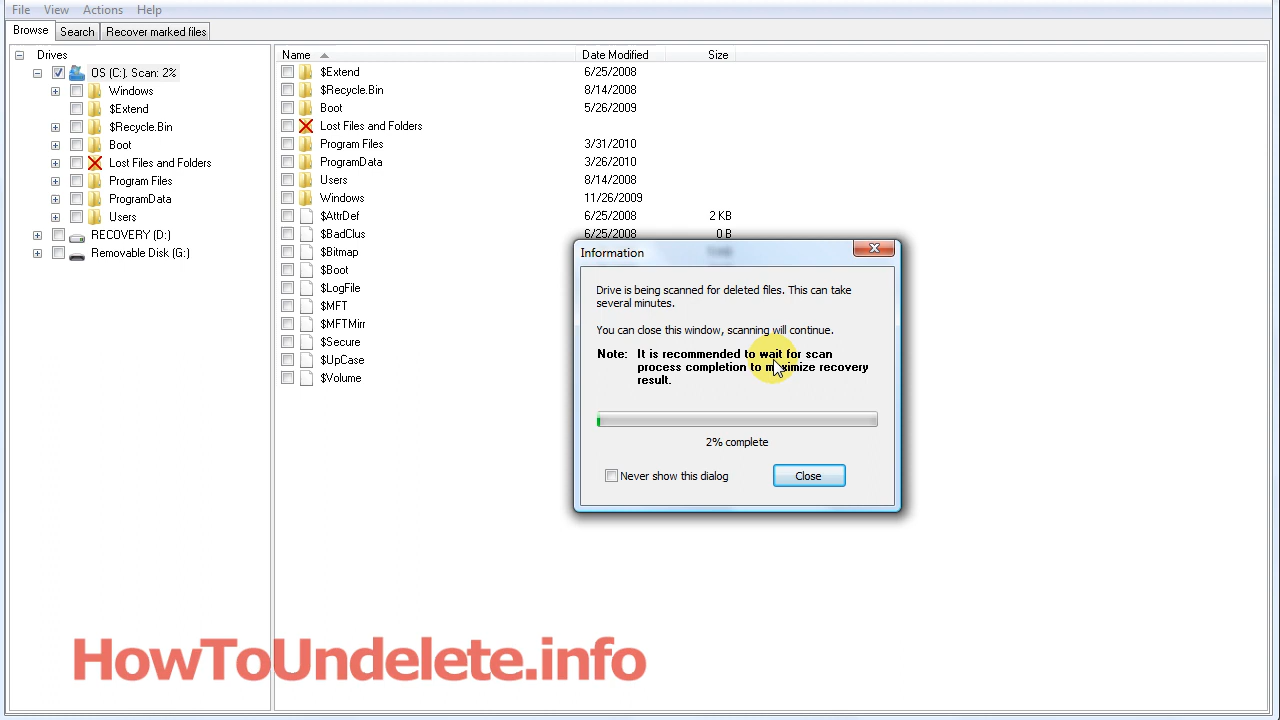 File View Actions Help
Browse Search Recover marked files
Drives
OS (C:), Scan: 2%
Windows
$Extend
$Recycle.Bin
Boot
Lost Files and Folders
Program Files
ProgramData
Users
RECOVERY (D:)
Removable Disk (G:)
Name Date Modified Size
$Extend 6/25/2008
$Recycle.Bin 8/14/2008
Boot 5/26/2009
Lost Files and Folders
Program Files 3/31/2010
ProgramData 3/26/2010
Users 8/14/2008
Windows 11/26/2009
$AttrDef 6/25/2008 2 KB
$BadClus 6/25/2008 0 B
$Bitmap
$Boot
$LogFile
$MFT
$MFTMirr
$Secure
$UpCase
$Volume
Information
Drive is being scanned for deleted files. This can take
several minutes.
You can close this window, scanning will continue.
Note: It is recommended to wait for scan
process completion to maximize recovery
result.
2% complete
Never show this dialog Close
HowToUndelete.info